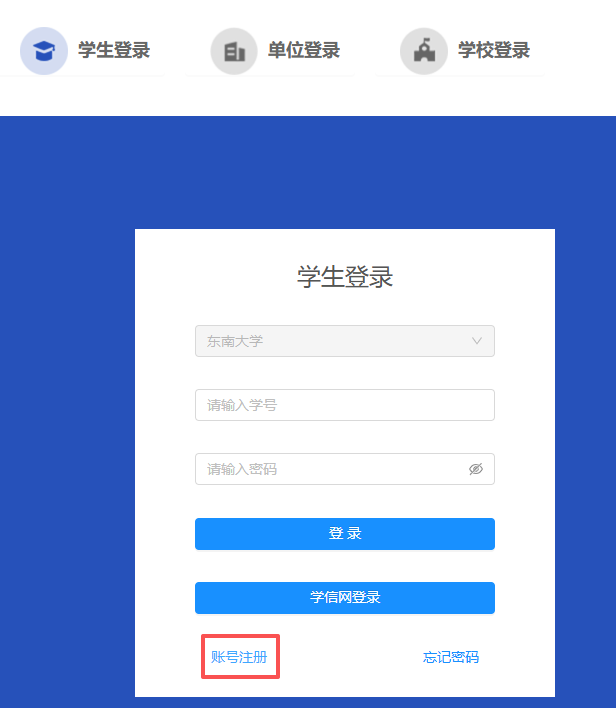 学生登录 单位登录 学校登录
学生登录
东南大学
请输入学号
请输入密码
登 录
学信网登录
账号注册 忘记密码